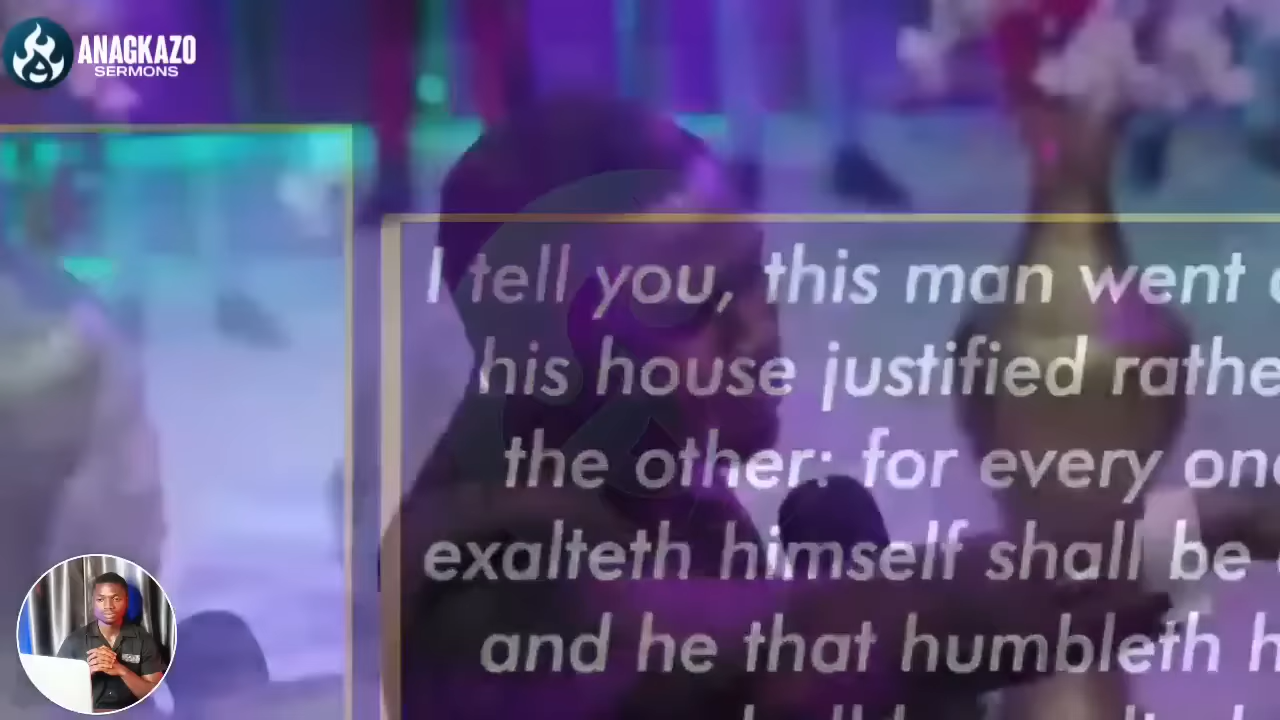 ANAGKAZO
SERMONS
I tell you, this man went
his house justified rathe
the other: for every one
exalteth himself shall be
and he that humbleth h